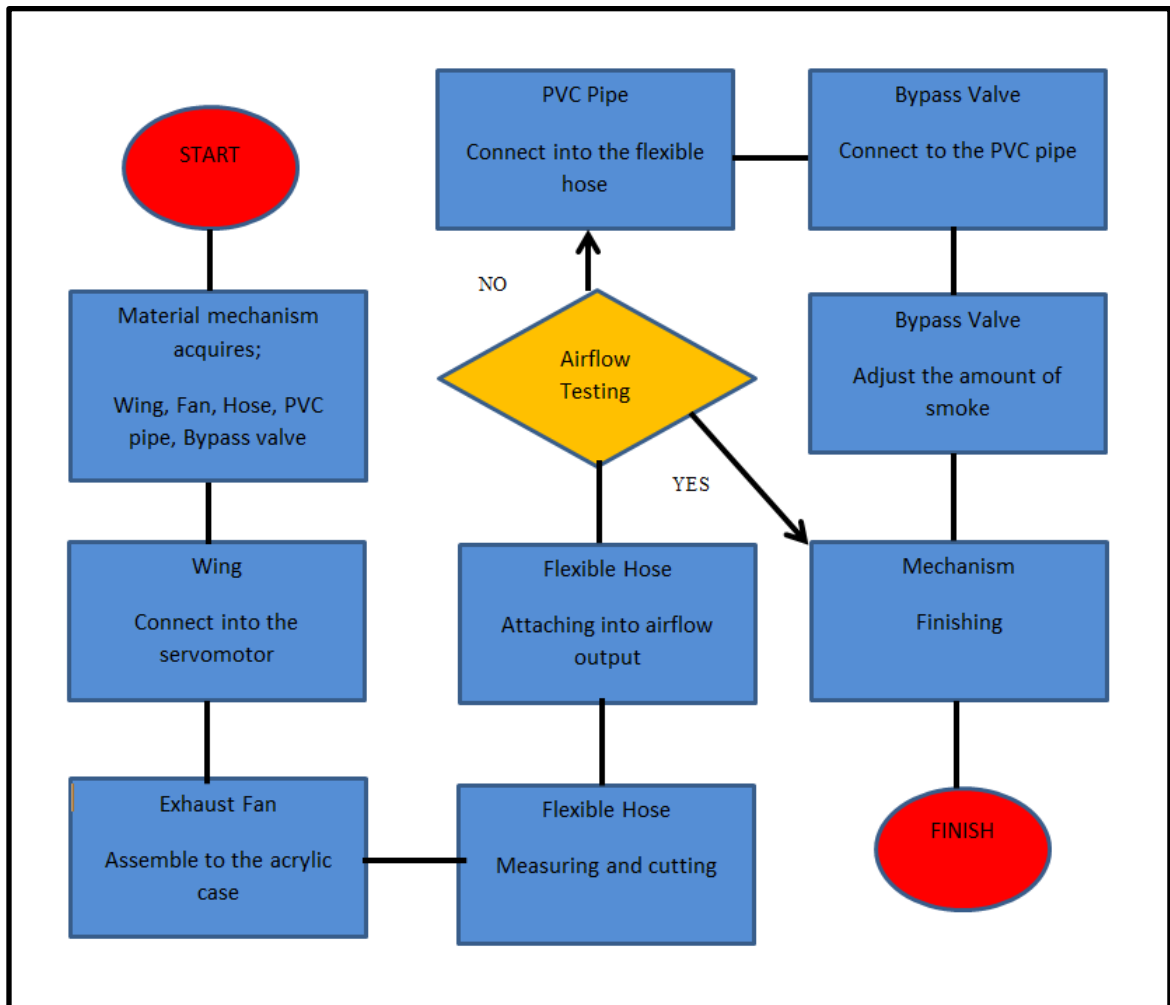 START
Material mechanism
acquires;
Wing, Fan, Hose, PVC
pipe, Bypass valve
Wing
Connect into the
servomotor
Exhaust Fan
Assemble to the acrylic
case
Flexible Hose
Measuring and cutting
Flexible Hose
Attaching into airflow
output
Airflow
Testing
NO
YES
PVC Pipe
Connect into the flexible
hose
Bypass Valve
Connect to the PVC pipe
Bypass Valve
Adjust the amount of
smoke
Mechanism
Finishing
FINISH